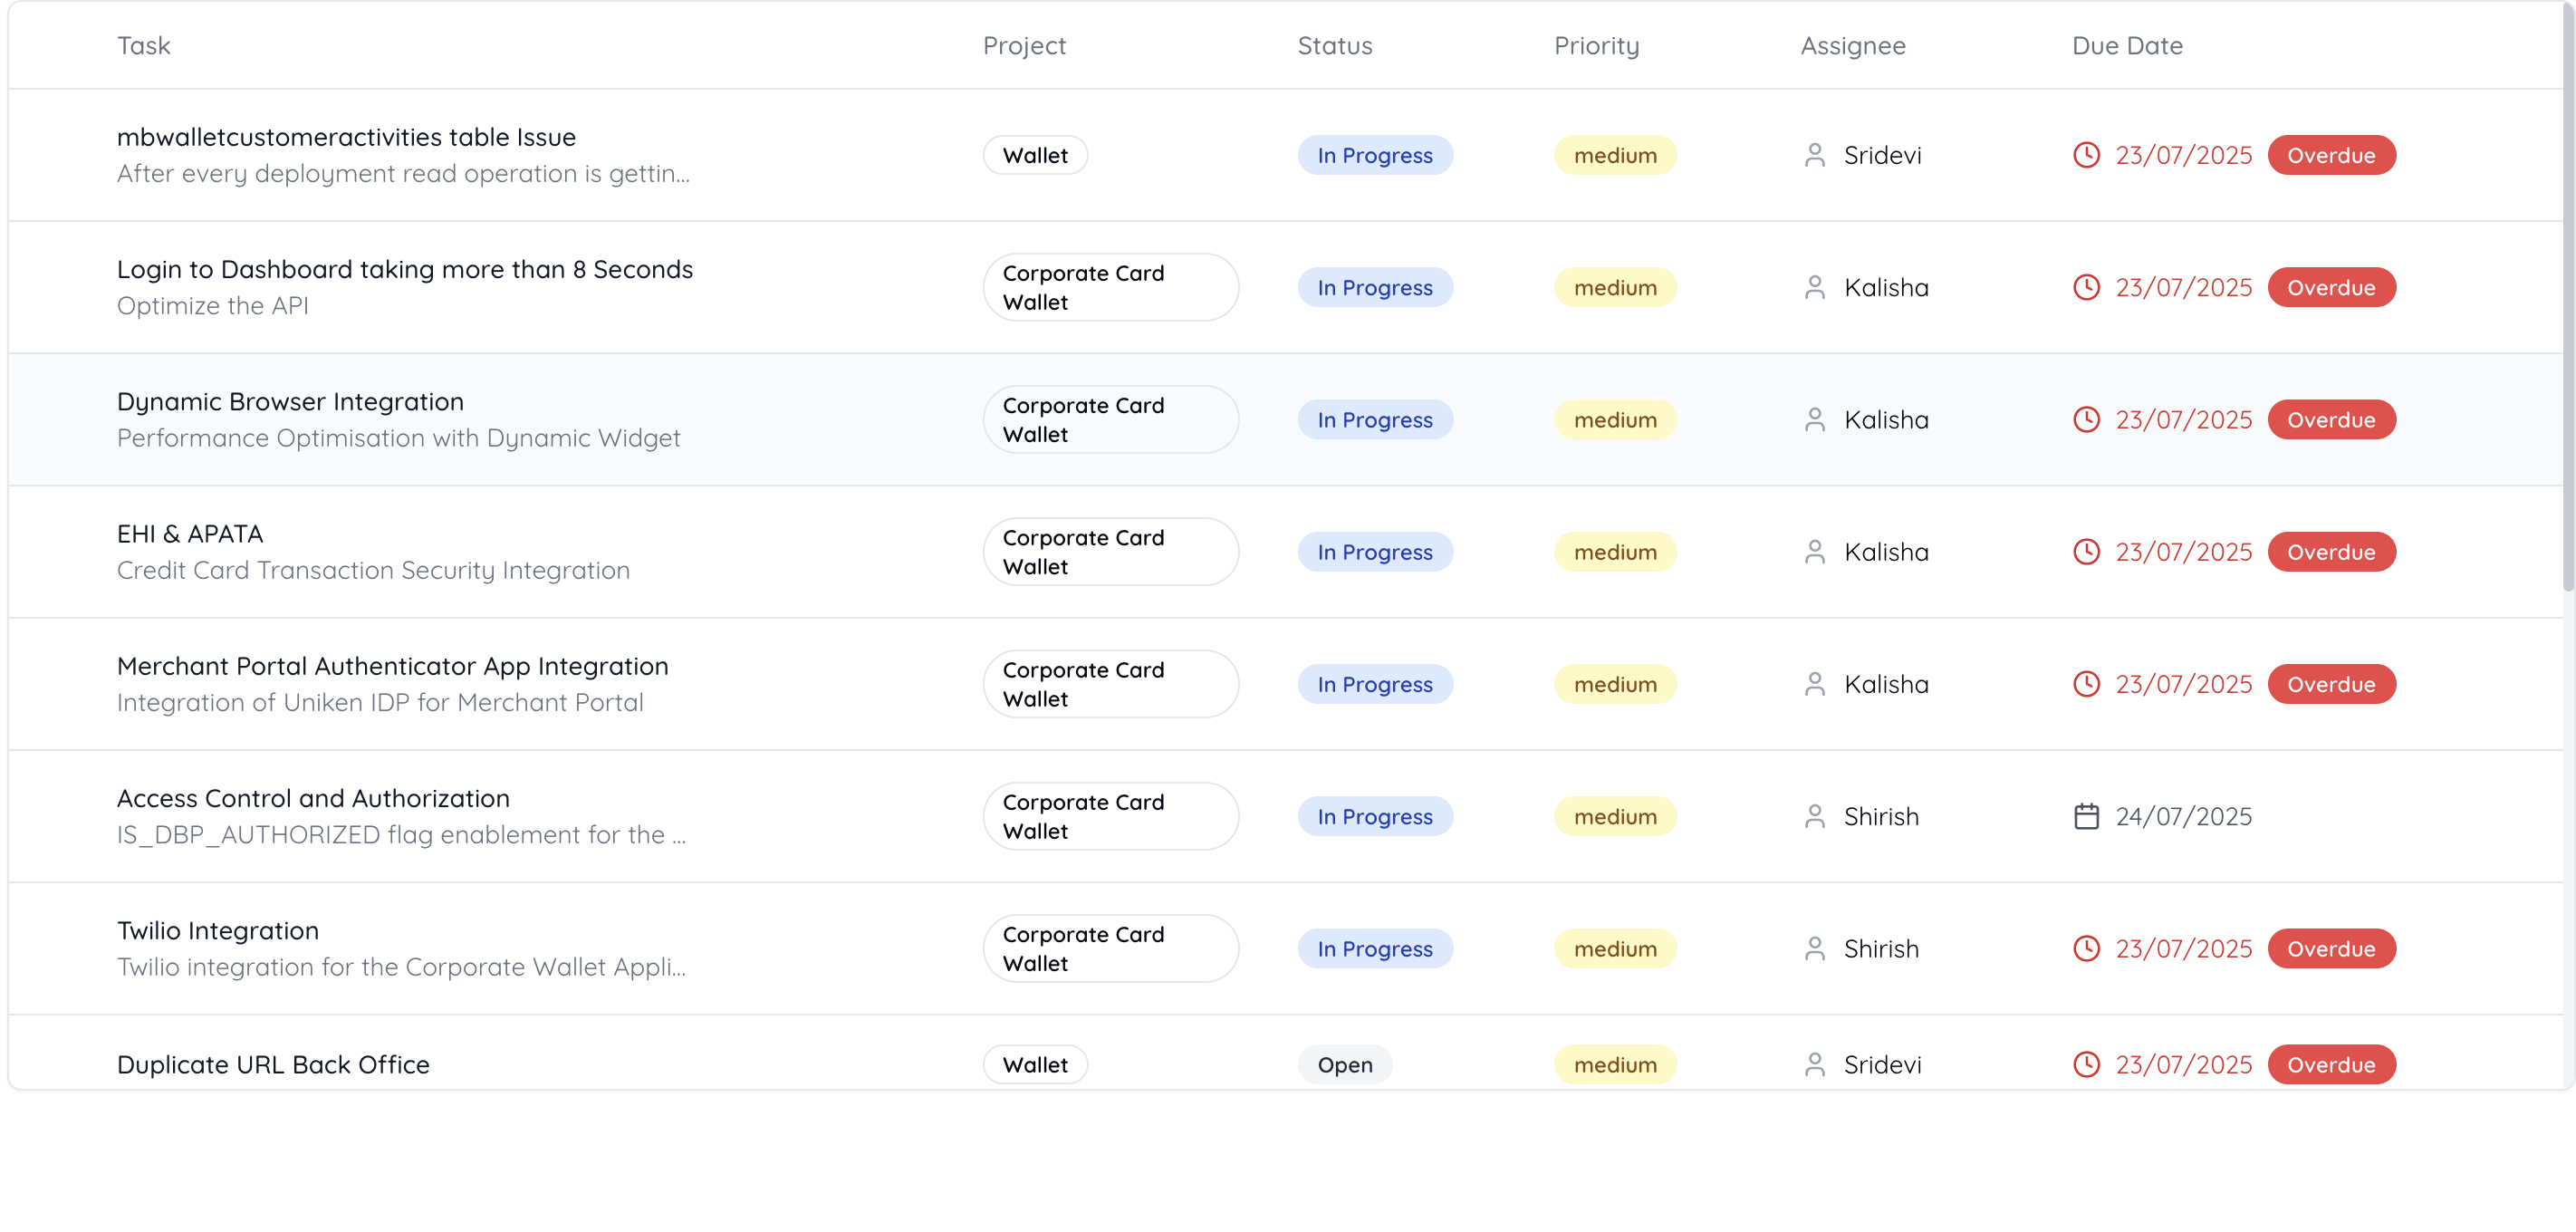 Task Project Status Priority Assignee Due Date
mbwalletcustomeractivities table Issue
After every deployment read operation is gettin...
Wallet In Progress medium Sridevi 23/07/2025 Overdue
Login to Dashboard taking more than 8 Seconds
Optimize the API
Corporate Card
Wallet
In Progress medium Kalisha 23/07/2025 Overdue
Dynamic Browser Integration
Performance Optimisation with Dynamic Widget
Corporate Card
Wallet
In Progress medium Kalisha 23/07/2025 Overdue
EHI & APATA
Credit Card Transaction Security Integration
Corporate Card
Wallet
In Progress medium Kalisha 23/07/2025 Overdue
Merchant Portal Authenticator App Integration
Integration of Uniken IDP for Merchant Portal
Corporate Card
Wallet
In Progress medium Kalisha 23/07/2025 Overdue
Access Control and Authorization
IS_DBP_AUTHORIZED flag enablement for the ...
Corporate Card
Wallet
In Progress medium Shirish 24/07/2025
Twilio Integration
Twilio integration for the Corporate Wallet Appli...
Corporate Card
Wallet
In Progress medium Shirish 23/07/2025 Overdue
Duplicate URL Back Office Wallet Open medium Sridevi 23/07/2025 Overdue